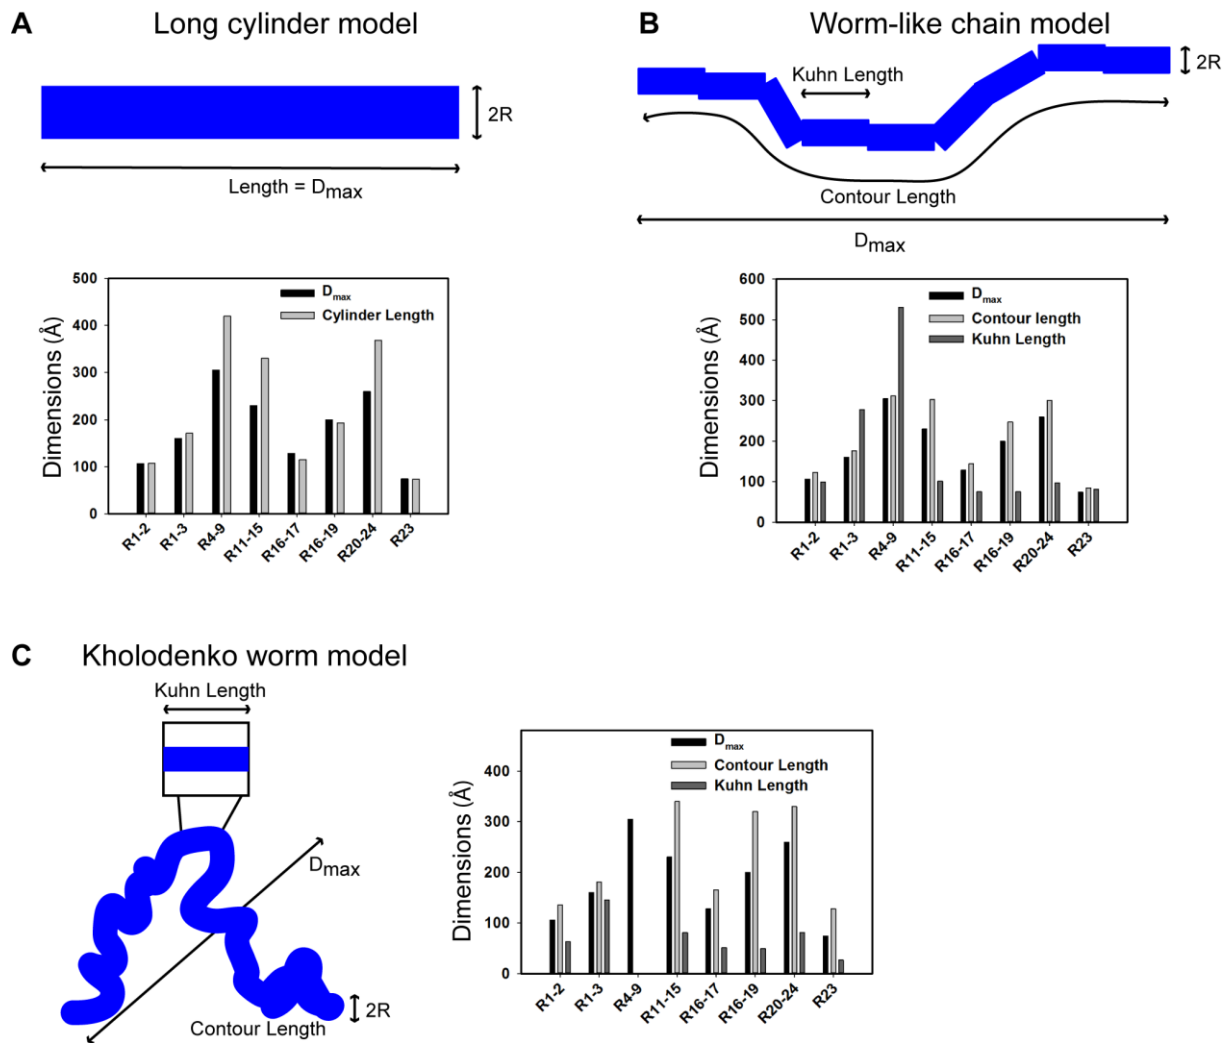 A Long cylinder model
2R
Length = Dmax
500
400
300
200
100
0
Dimensions (Å)
Dmax
Cylinder Length
R1-2 R1-3 R4-9 R11-15 R16-17 R16-19 R20-24 R23
B Worm-like chain model
Kuhn Length
2R
Contour Length
Dmax
600
500
400
300
200
100
0
Dimensions (Å)
Dmax
Contour length
Kuhn Length
R1-2 R1-3 R4-9 R11-15 R16-17 R16-19 R20-24 R23
C Kholodenko worm model
Kuhn Length
Dmax
2R
Contour Length
400
300
200
100
0
Dimensions (Å)
Dmax
Contour Length
Kuhn Length
R1-2 R1-3 R4-9 R11-15 R16-17 R16-19 R20-24 R23